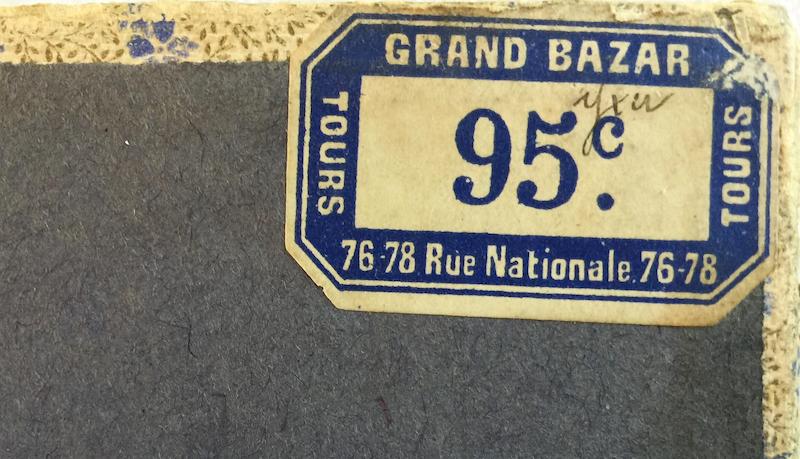 GRAND BAZAR
TOURS
95c.
TOURS
76-78 Rue Nationale. 76-78